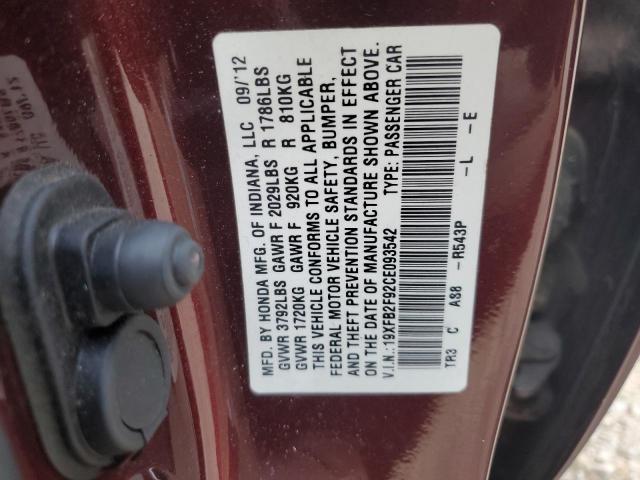 MFD. BY HONDA MFG. OF INDIANA, LLC 09/'12
GVWR 3792LBS GAWR F 2029LBS R 1786LBS
GVWR 1720KG GAWR F 920KG R 810KG
THIS VEHICLE CONFORMS TO ALL APPLICABLE
FEDERAL MOTOR VEHICLE SAFETY, BUMPER,
AND THEFT PREVENTION STANDARDS IN EFFECT
ON THE DATE OF MANUFACTURE SHOWN ABOVE.
V.I.N.:19XFB2F92CE093542 TYPE: PASSENGER CAR
TR3 C AS8 -R543P -L -E